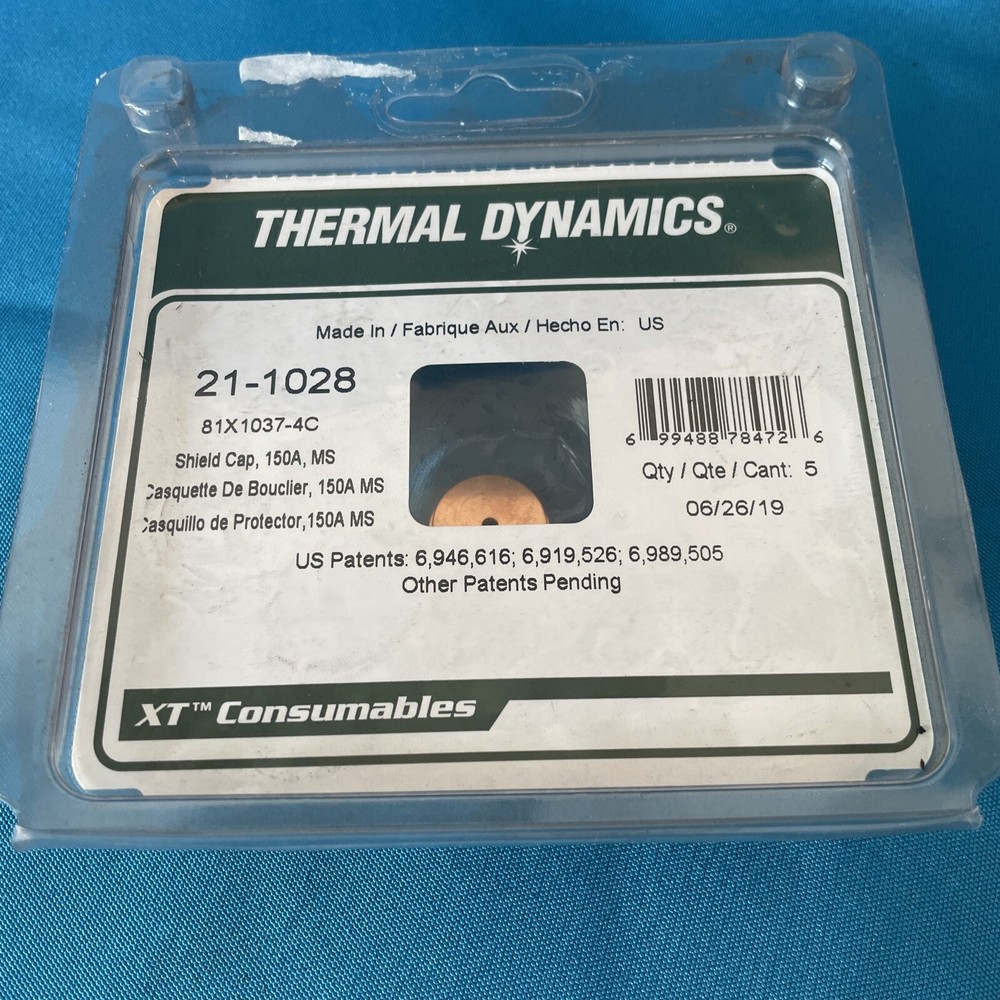 THERMAL DYNAMICS®
Made In / Fabrique Aux / Hecho En: US
21-1028
81X1037-4C
Shield Cap, 150A, MS
Casquette De Bouclier, 150A MS
Casquillo de Protector,150A MS
6 99488 78472 6
Qty / Qte / Cant: 5
06/26/19
US Patents: 6,946,616; 6,919,526; 6,989,505
Other Patents Pending
XT™ Consumables